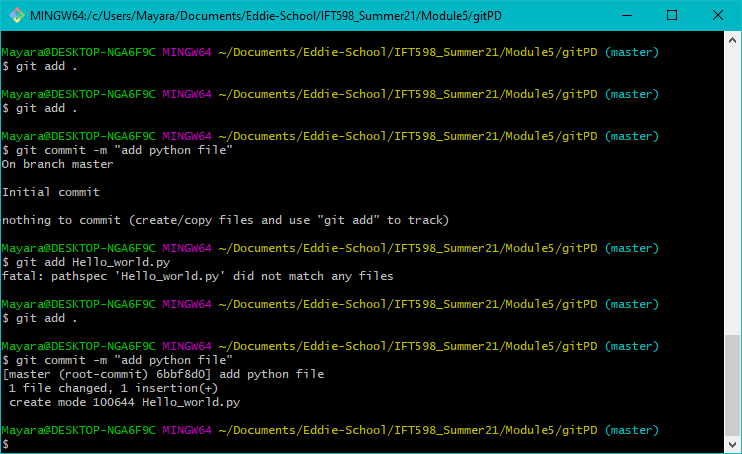 MINGW64:/c/Users/Mayara/Documents/Eddie-School/IFT598_Summer21/Module5/gitPD
Mayara@DESKTOP-NGA6F9C MINGW64 ~/Documents/Eddie-School/IFT598_Summer21/Module5/gitPD (master)
$ git add .
Mayara@DESKTOP-NGA6F9C MINGW64 ~/Documents/Eddie-School/IFT598_Summer21/Module5/gitPD (master)
$ git add .
Mayara@DESKTOP-NGA6F9C MINGW64 ~/Documents/Eddie-School/IFT598_Summer21/Module5/gitPD (master)
$ git commit -m "add python file"
On branch master
Initial commit
nothing to commit (create/copy files and use "git add" to track)
Mayara@DESKTOP-NGA6F9C MINGW64 ~/Documents/Eddie-School/IFT598_Summer21/Module5/gitPD (master)
$ git add Hello_world.py
fatal: pathspec 'Hello_world.py' did not match any files
Mayara@DESKTOP-NGA6F9C MINGW64 ~/Documents/Eddie-School/IFT598_Summer21/Module5/gitPD (master)
$ git add .
Mayara@DESKTOP-NGA6F9C MINGW64 ~/Documents/Eddie-School/IFT598_Summer21/Module5/gitPD (master)
$ git commit -m "add python file"
[master (root-commit) 6bbf8d0] add python file
 1 file changed, 1 insertion(+)
 create mode 100644 Hello_world.py
Mayara@DESKTOP-NGA6F9C MINGW64 ~/Documents/Eddie-School/IFT598_Summer21/Module5/gitPD (master)
$